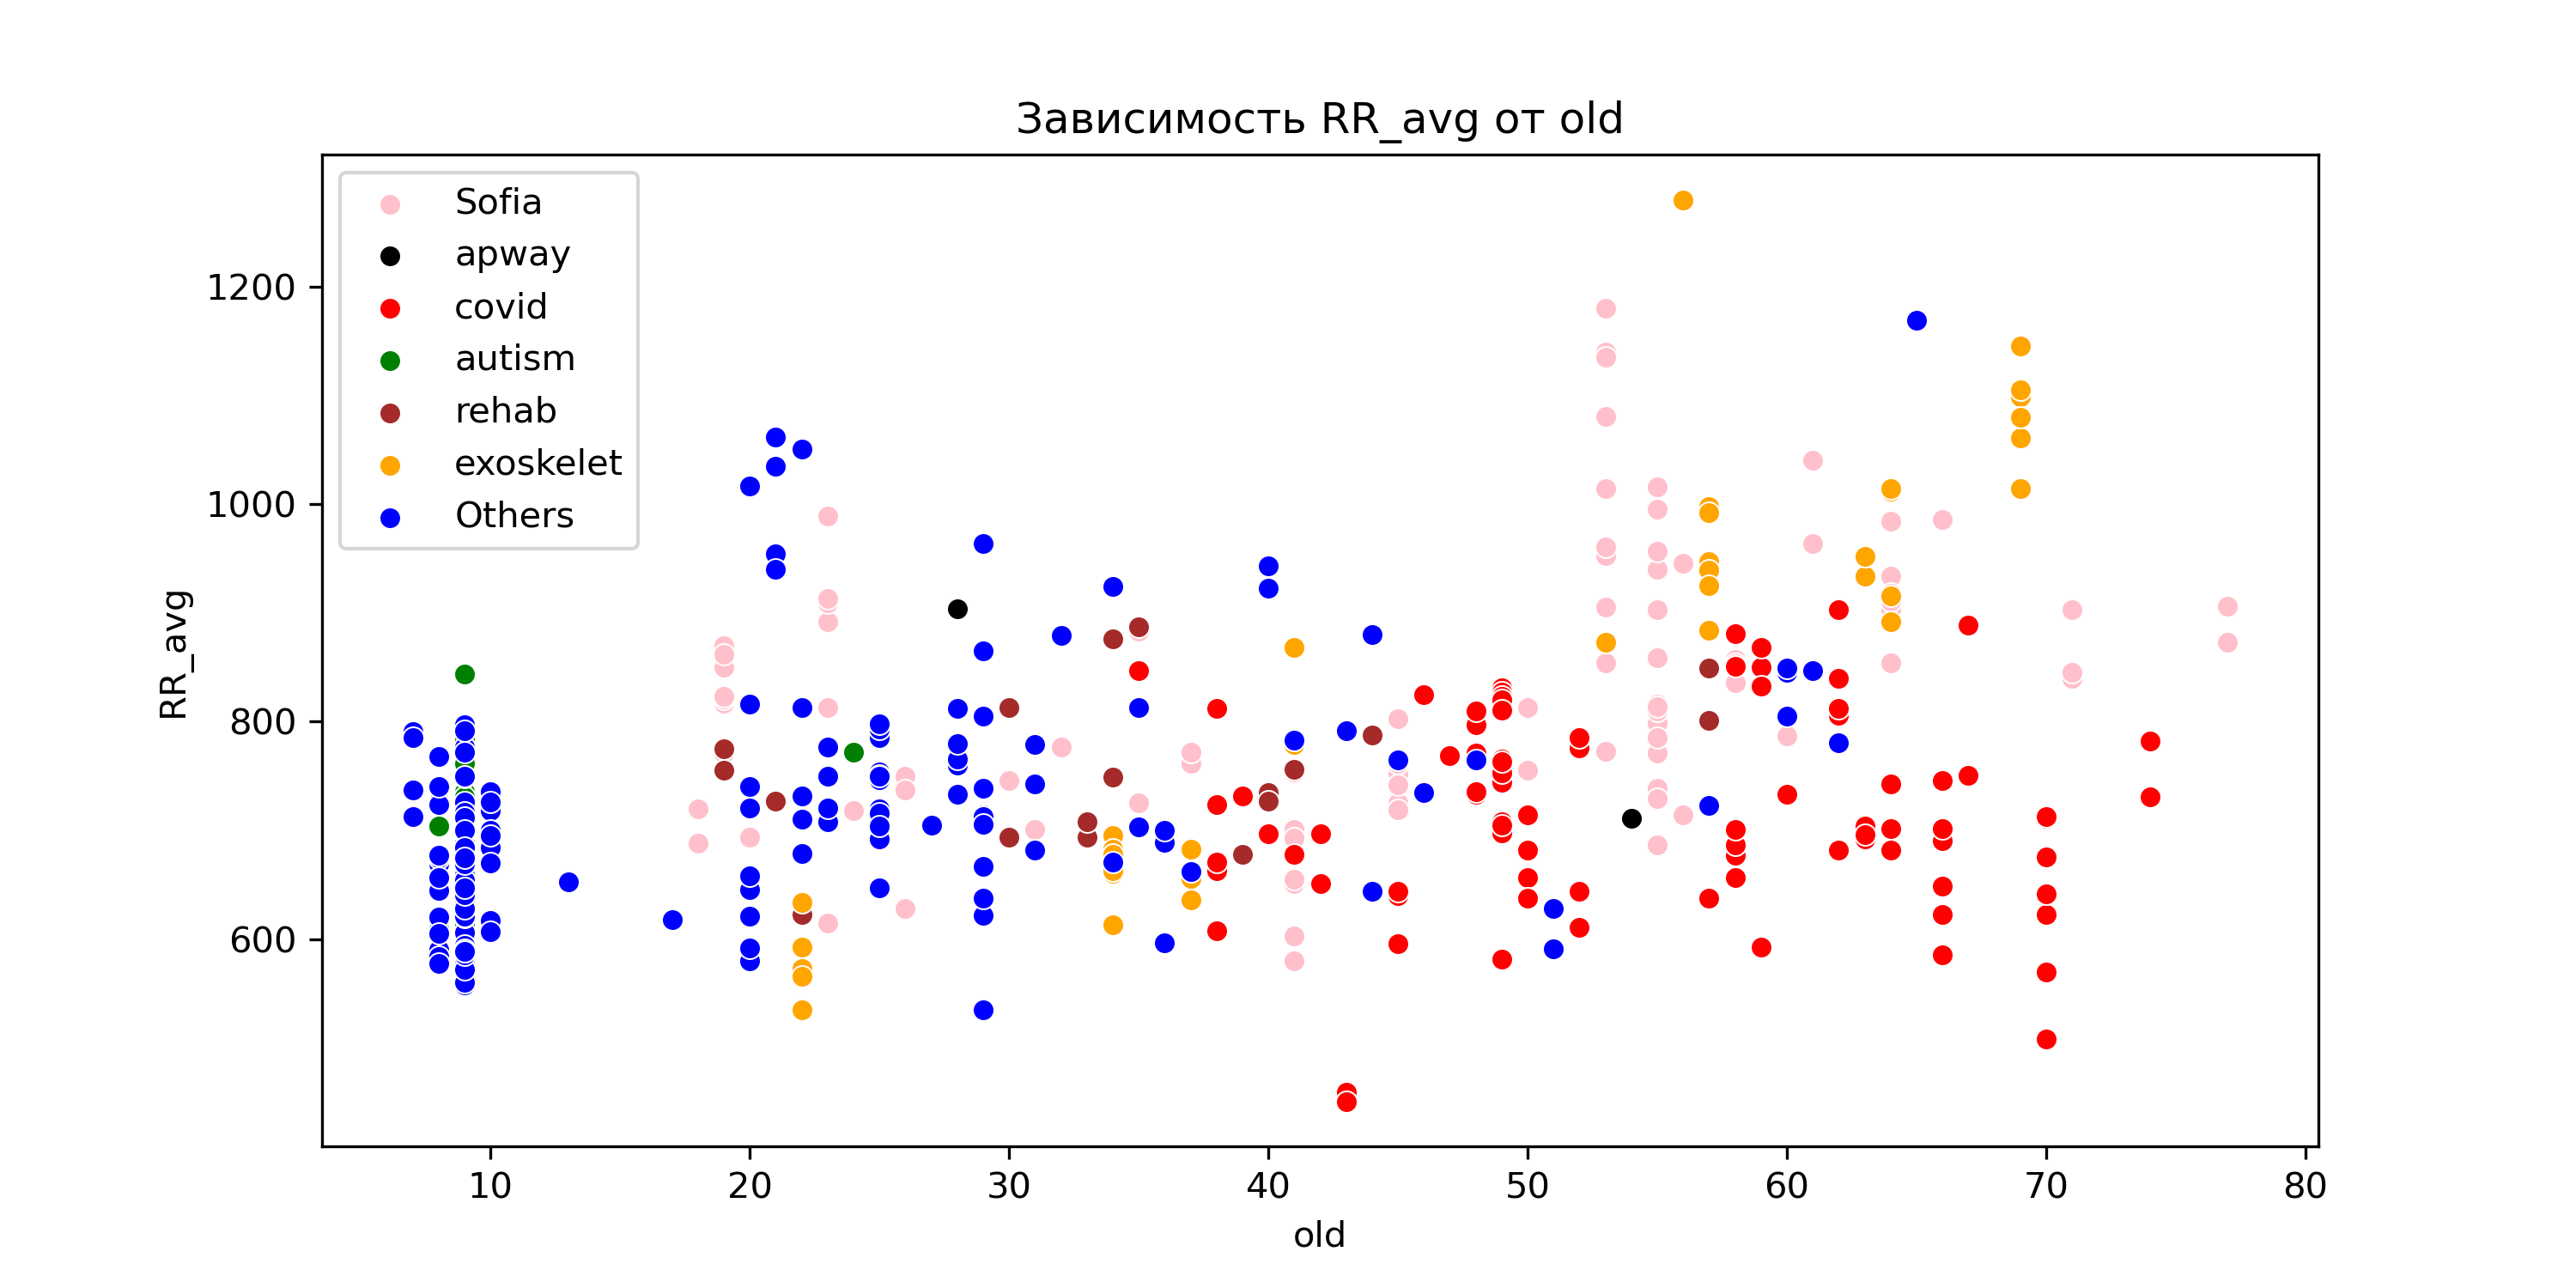 Зависимость RR_avg от old
Sofia
apway
covid
autism
rehab
exoskelet
Others
RR_avg
1200
1000
800
600
10 20 30 40 50 60 70 80
old